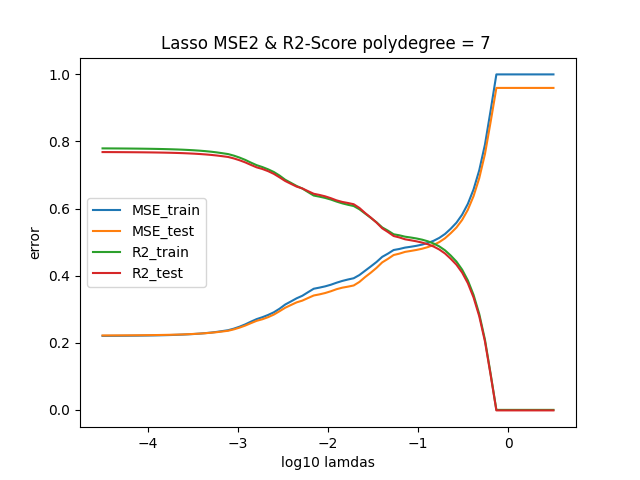 Lasso MSE2 & R2-Score polydegree = 7
1.0
0.8
0.6
0.4
0.2
0.0
error
MSE_train
MSE_test
R2_train
R2_test
−4 −3 −2 −1 0
log10 lamdas